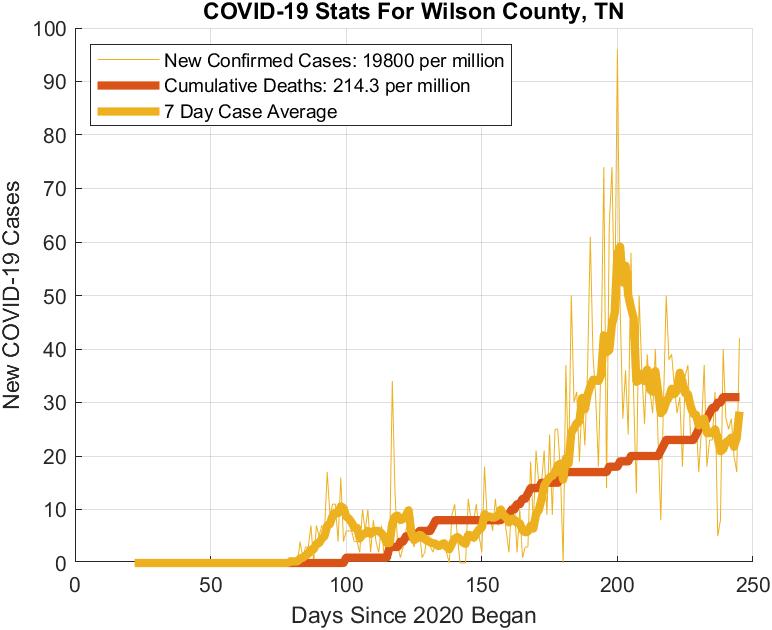 COVID-19 Stats For Wilson County, TN
New Confirmed Cases: 19800 per million
Cumulative Deaths: 214.3 per million
7 Day Case Average
New COVID-19 Cases
100
90
80
70
60
50
40
30
20
10
0
0 50 100 150 200 250
Days Since 2020 Began